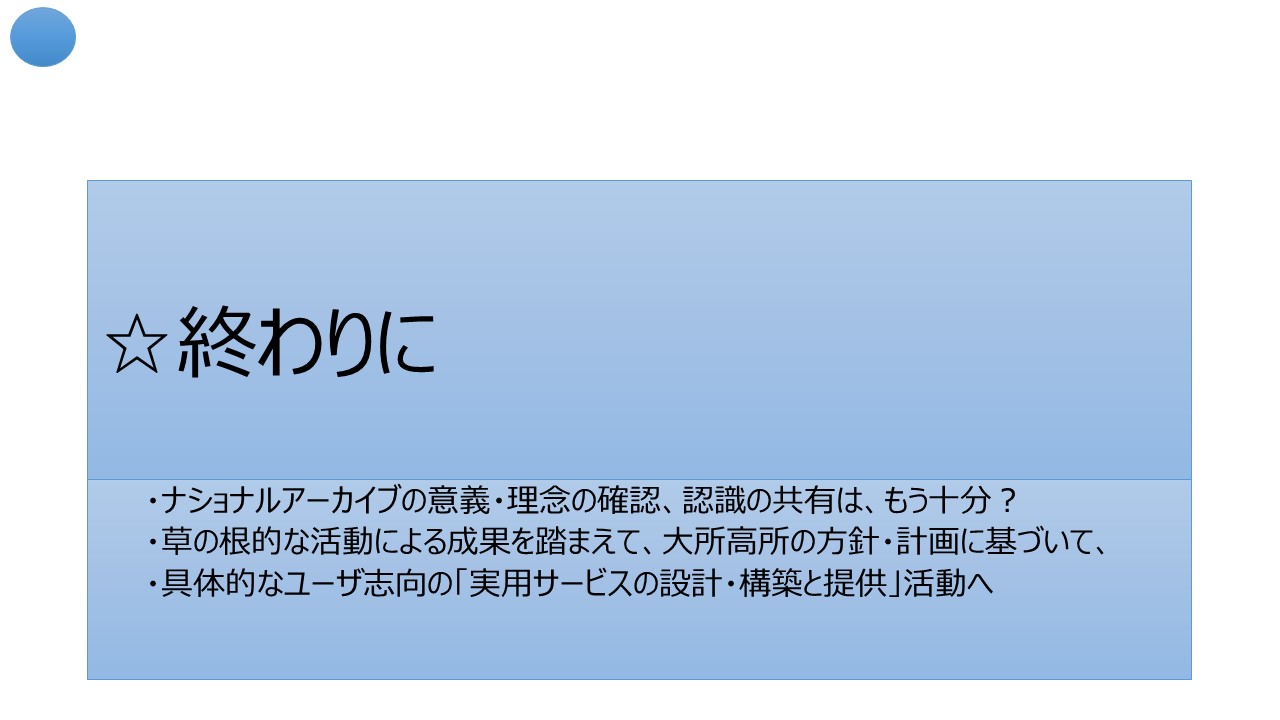 ☆終わりに
・ナショナルアーカイブの意義・理念の確認、認識の共有は、もう十分？
・草の根的な活動による成果を踏まえて、大所高所の方針・計画に基づいて、
・具体的なユーザ志向の「実用サービスの設計・構築と提供」活動へ